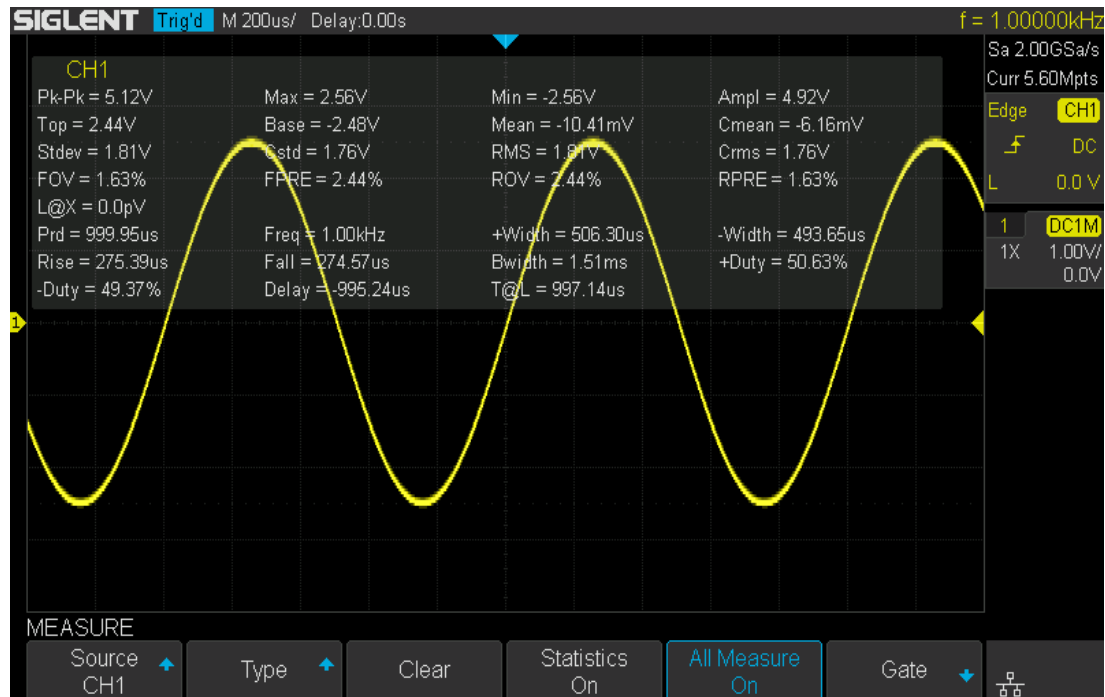 SIGLENT Trig'd M 200us/ Delay:0.00s f = 1.00000kHz
Sa 2.00GSa/s
Curr 5.60Mpts
CH1
Pk-Pk = 5.12V Max = 2.56V Min = -2.56V Ampl = 4.92V
Top = 2.44V Base = -2.48V Mean = -10.41mV Cmean = -6.16mV
Stdev = 1.81V Cstd = 1.76V RMS = 1.81V Crms = 1.76V
FOV = 1.63% FPRE = 2.44% ROV = 2.44% RPRE = 1.63%
L@X = 0.0pV
Prd = 999.95us Freq = 1.00kHz +Width = 506.30us -Width = 493.65us
Rise = 275.39us Fall = 274.57us Bwidth = 1.51ms +Duty = 50.63%
-Duty = 49.37% Delay = -995.24us T@L = 997.14us
Edge CH1
DC
L 0.0 V
1 DC1M
1X 1.00V/
0.0V
1
MEASURE
Source
CH1
Type
Clear
Statistics
On
All Measure
On
Gate